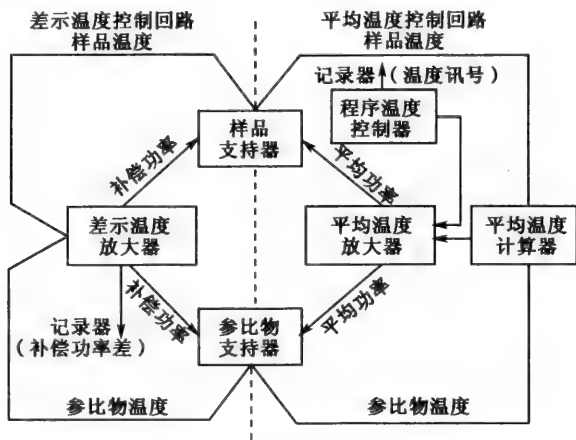 差示温度控制回路
样品温度
平均温度控制回路
样品温度
记录器(温度讯号)
程序温度
控制器
样品
支持器
补偿功率
平均功率
差示温度
放大器
平均温度
放大器
平均温度
计算器
补偿功率
平均功率
记录器
(补偿功率差)
参比物
支持器
参比物温度
参比物温度